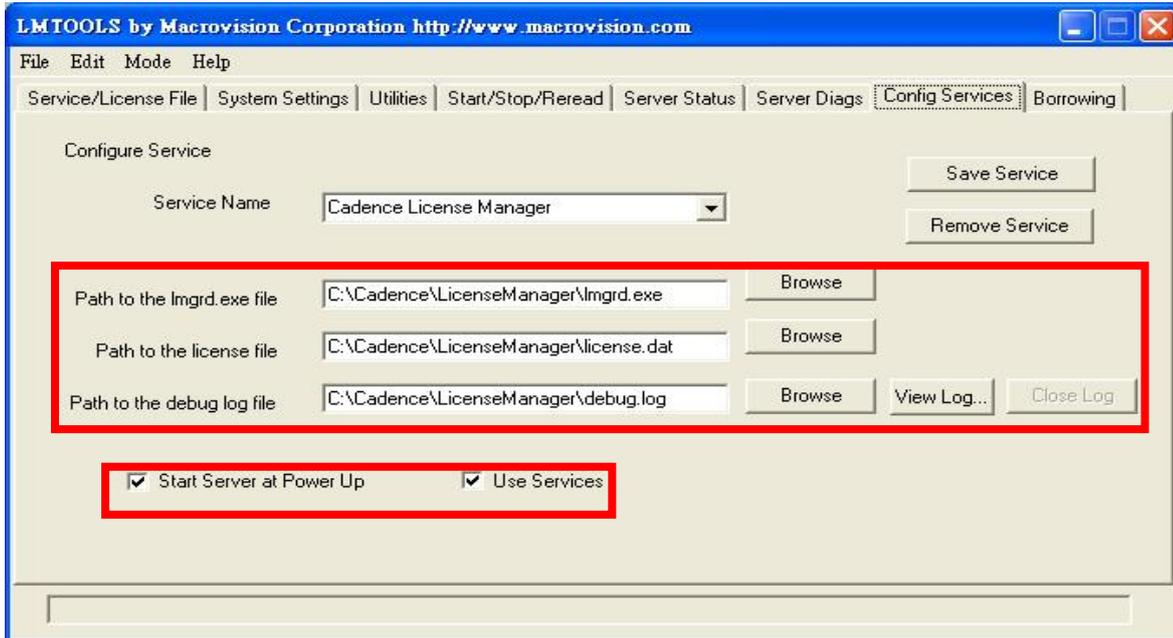 LMTOOLS by Macrovision Corporation http://www.macrovision.com
File Edit Mode Help
Service/License File System Settings Utilities Start/Stop/Reread Server Status Server Diags Config Services Borrowing
Configure Service
Save Service
Service Name Cadence License Manager
Remove Service
Path to the lmgrd.exe file C:\Cadence\LicenseManager\lmgrd.exe Browse
Path to the license file C:\Cadence\LicenseManager\license.dat Browse
Path to the debug log file C:\Cadence\LicenseManager\debug.log Browse View Log... Close Log
Start Server at Power Up Use Services